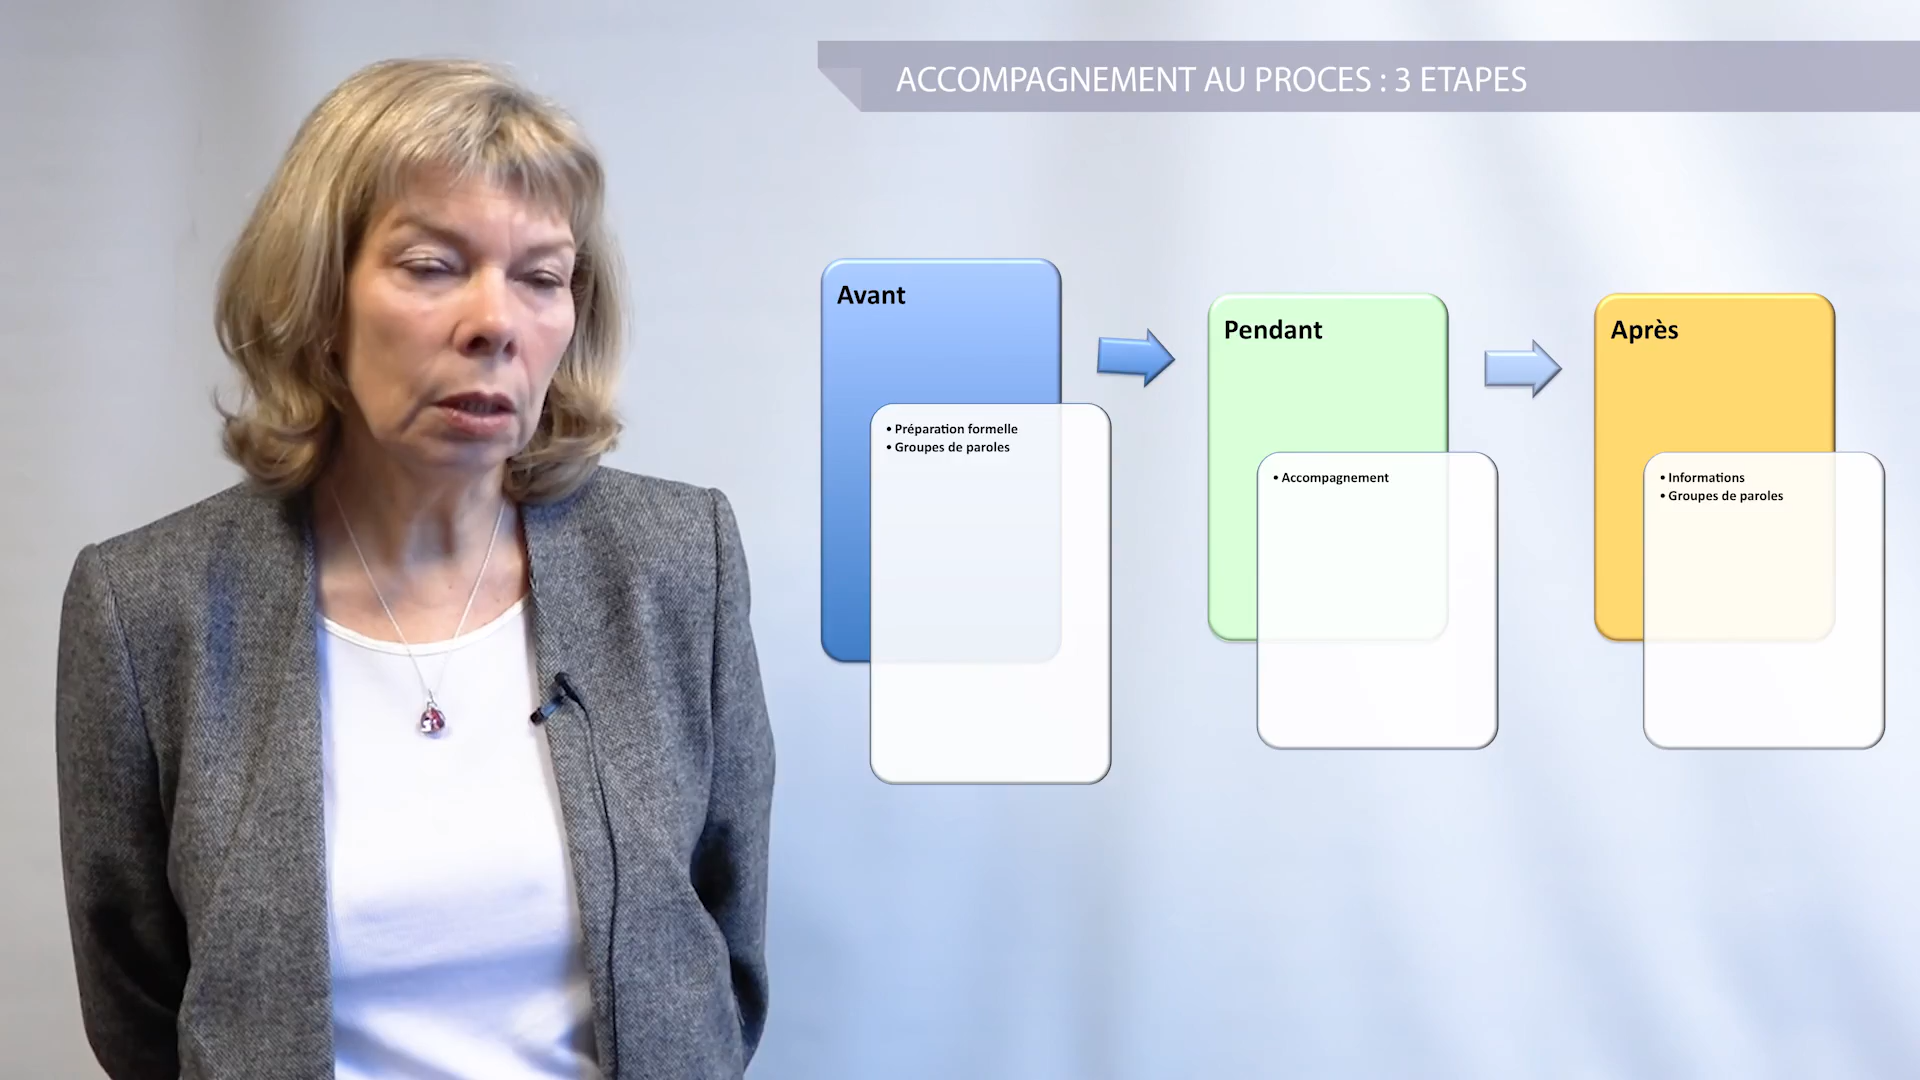 ACCOMPAGNEMENT AU PROCES : 3 ETAPES
Avant
• Préparation formelle
• Groupes de paroles
Pendant
• Accompagnement
Après
• Informations
• Groupes de paroles